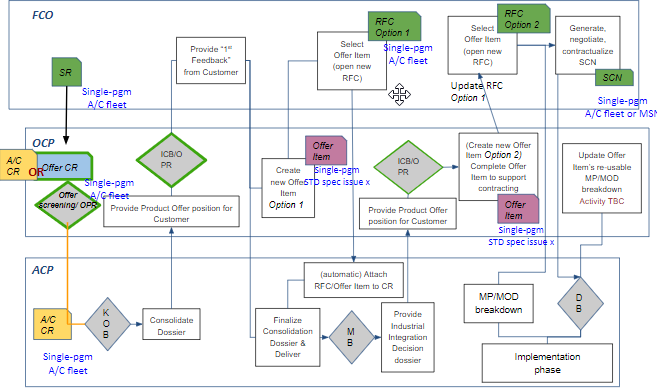 FCO
SR
Single-pgm
A/C fleet
Provide “1st
Feedback”
from Customer
Select
Offer Item
(open new
RFC)
RFC
Option 1
Single-pgm
A/C fleet
Select
Offer Item
(open new
RFC)
RFC
Option 2
Update RFC
Option 1
Generate,
negotiate,
contractualize
SCN
SCN
Single-pgm
A/C fleet or MSN
OCP
A/C
CR
OR
Offer CR
Offer
screening/ OPR
Single-pgm
A/C fleet
ICB/O
PR
Provide Product Offer position for
Customer
Create
new Offer
Item
Option 1
Offer
Item
Single-pgm
STD spec issue x
ICB/O
PR
Provide Product Offer
position for Customer
(Create new Offer
Item Option 2)
Complete Offer
Item to support
contracting
Offer
Item
Single-pgm
STD spec issue x
Update Offer
Item´s re-usable
MP/MOD
breakdown
Activity TBC
ACP
A/C
CR
Single-pgm
A/C fleet
K
O
B
Consolidate
Dossier
(automatic) Attach
RFC/Offer Item to CR
Finalize
Consolidation
Dossier &
Deliver
M
B
Provide
Industrial
Integration
Decision
dossier
MP/MOD
breakdown
D
B
Implementation
phase